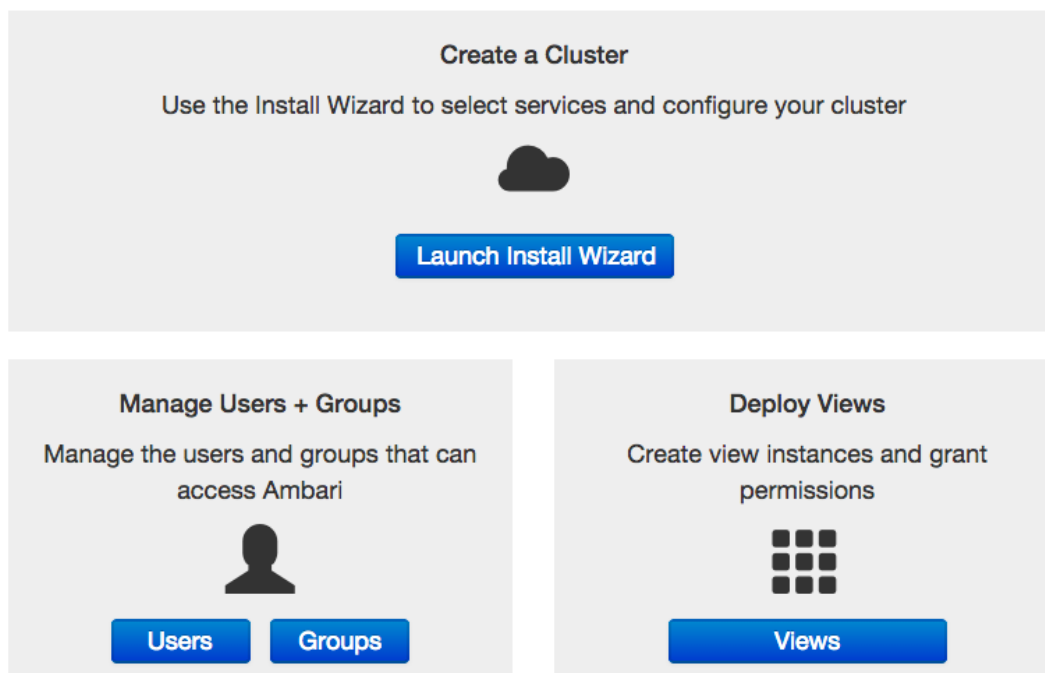 Create a Cluster
Use the Install Wizard to select services and configure your cluster
Launch Install Wizard
Manage Users + Groups
Manage the users and groups that can
access Ambari
Users
Groups
Deploy Views
Create view instances and grant
permissions
Views